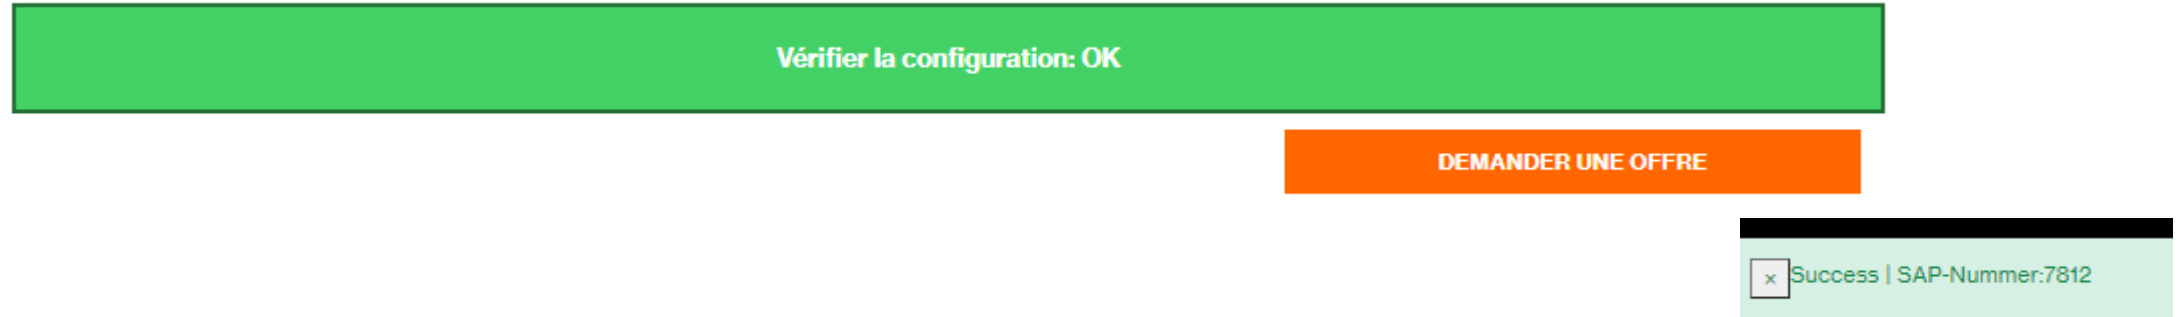 Vérifier la configuration: OK
DEMANDER UNE OFFRE
× Success | SAP-Nummer:7812